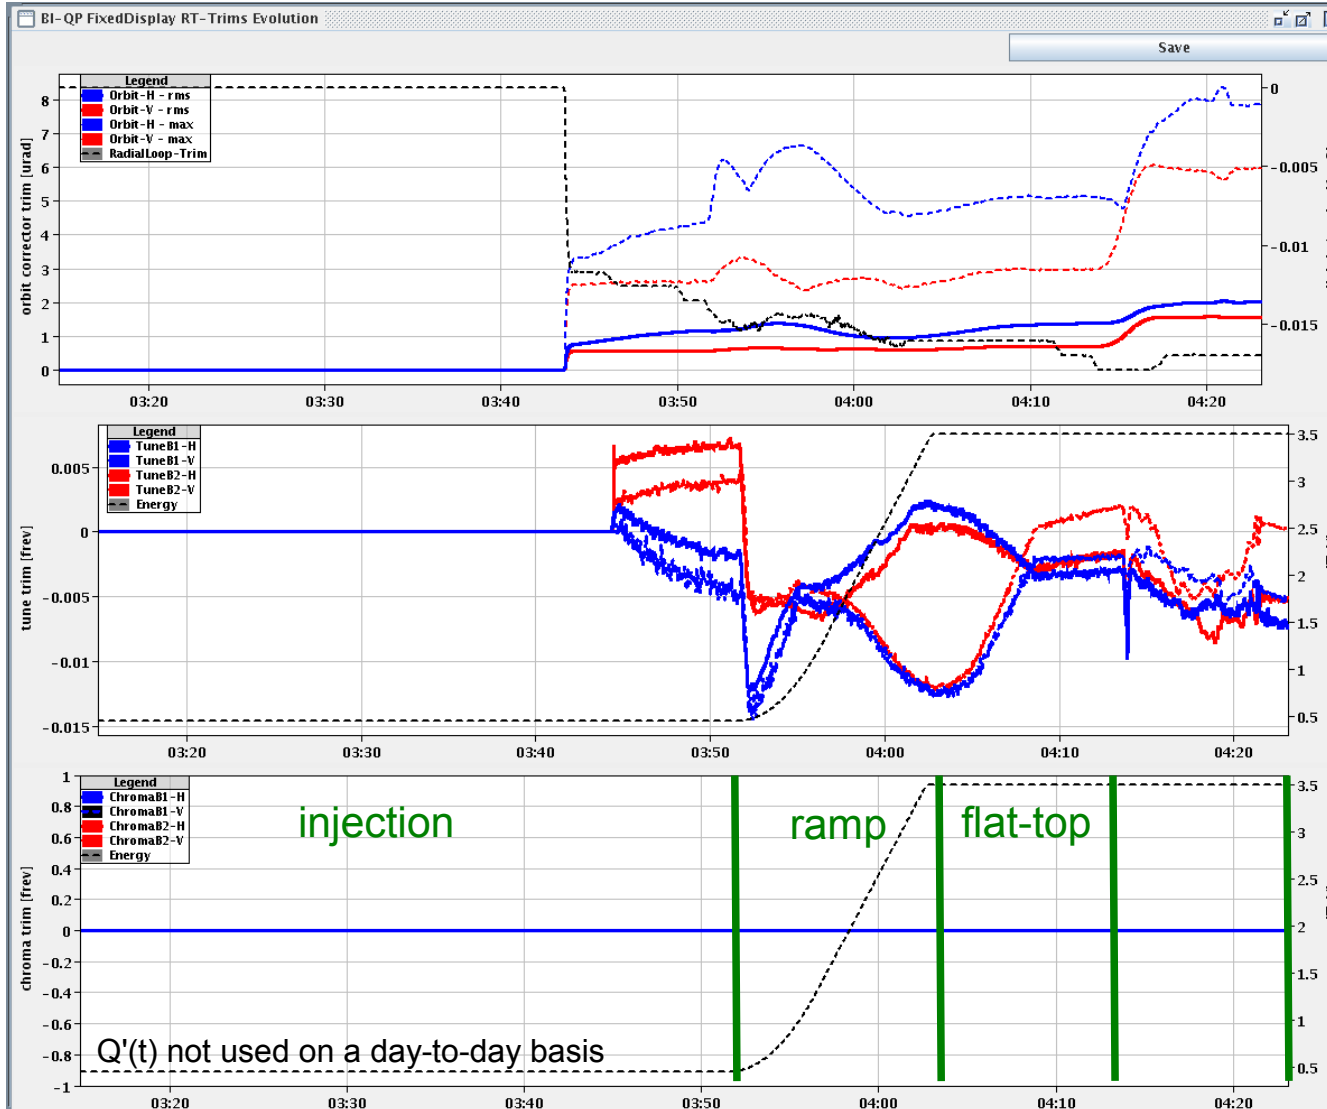 BI-QP FixedDisplay RT-Trims Evolution
Save
Legend
Orbit-H - rms
Orbit-V - rms
Orbit-H - max
Orbit-V - max
RadialLoop-Trim
orbit corrector trim [urad]
8
7
6
5
4
3
2
1
0
0
-0.005
-0.01
-0.015
03:20 03:30 03:40 03:50 04:00 04:10 04:20
Legend
TuneB1-H
TuneB1-V
TuneB2-H
TuneB2-V
Energy
tune trim [frev]
0.005
0
-0.005
-0.01
-0.015
3.5
3
2.5
2
1.5
1
0.5
03:20 03:30 03:40 03:50 04:00 04:10 04:20
Legend
ChromaB1-H
ChromaB1-V
ChromaB2-H
ChromaB2-V
Energy
chroma trim [frev]
1
0.8
0.6
0.4
0.2
0
-0.2
-0.4
-0.6
-0.8
-1
injection
ramp
flat-top
Q'(t) not used on a day-to-day basis
3.5
3
2.5
2
1.5
1
0.5
03:20 03:30 03:40 03:50 04:00 04:10 04:20